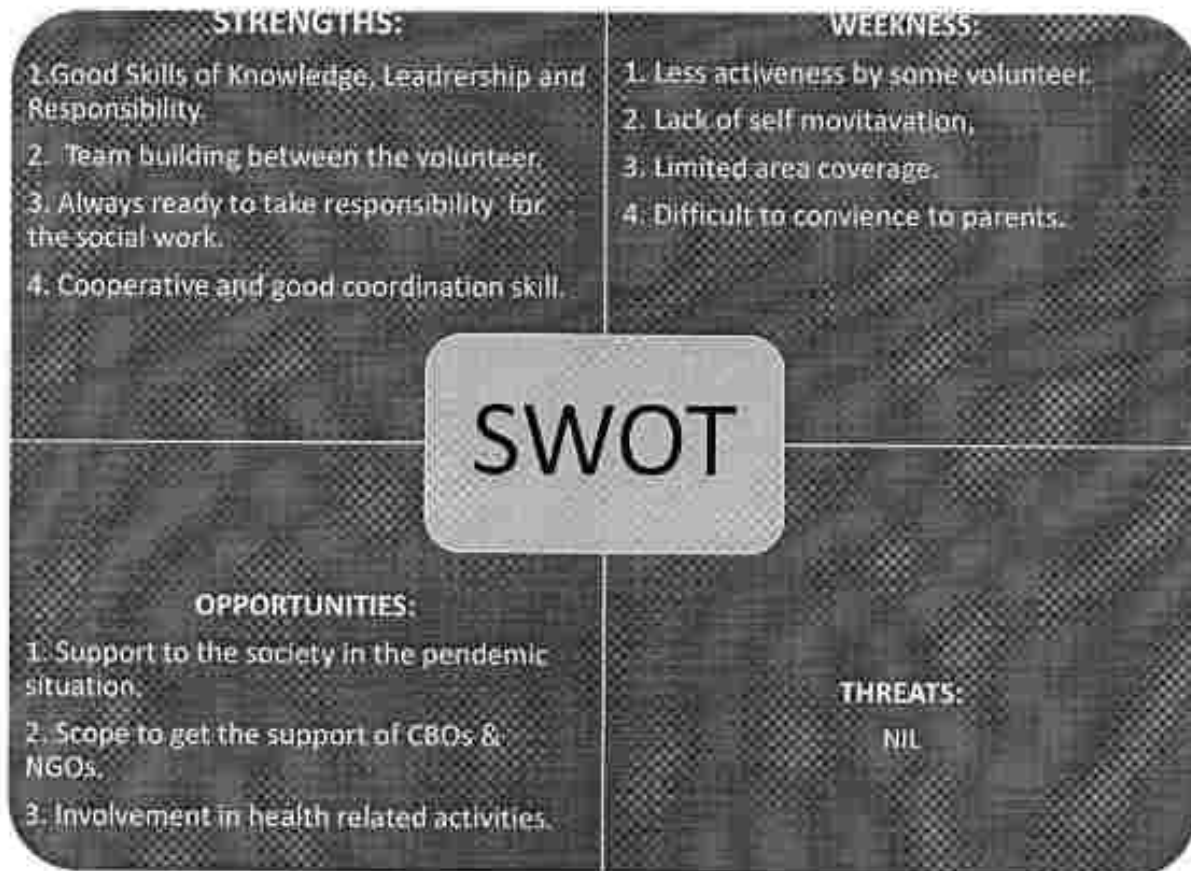 STRENGTHS:
1.Good Skills of Knowledge, Leadrership and
Responsibility
2. Team building between the volunteer.
3. Always ready to take responsibility for
the social work.
4. Cooperative and good coordination skill.
WEEKNESS:
1. Less activeness by some volunteer.
2. Lack of self movitavation.
3. Limited area coverage.
4. Difficult to convience to parents.
SWOT
OPPORTUNITIES:
1. Support to the society in the pendemic
situation.
2. Scope to get the support of CBOs &
NGOs.
3. Involvement in health related activities.
THREATS:
NIL